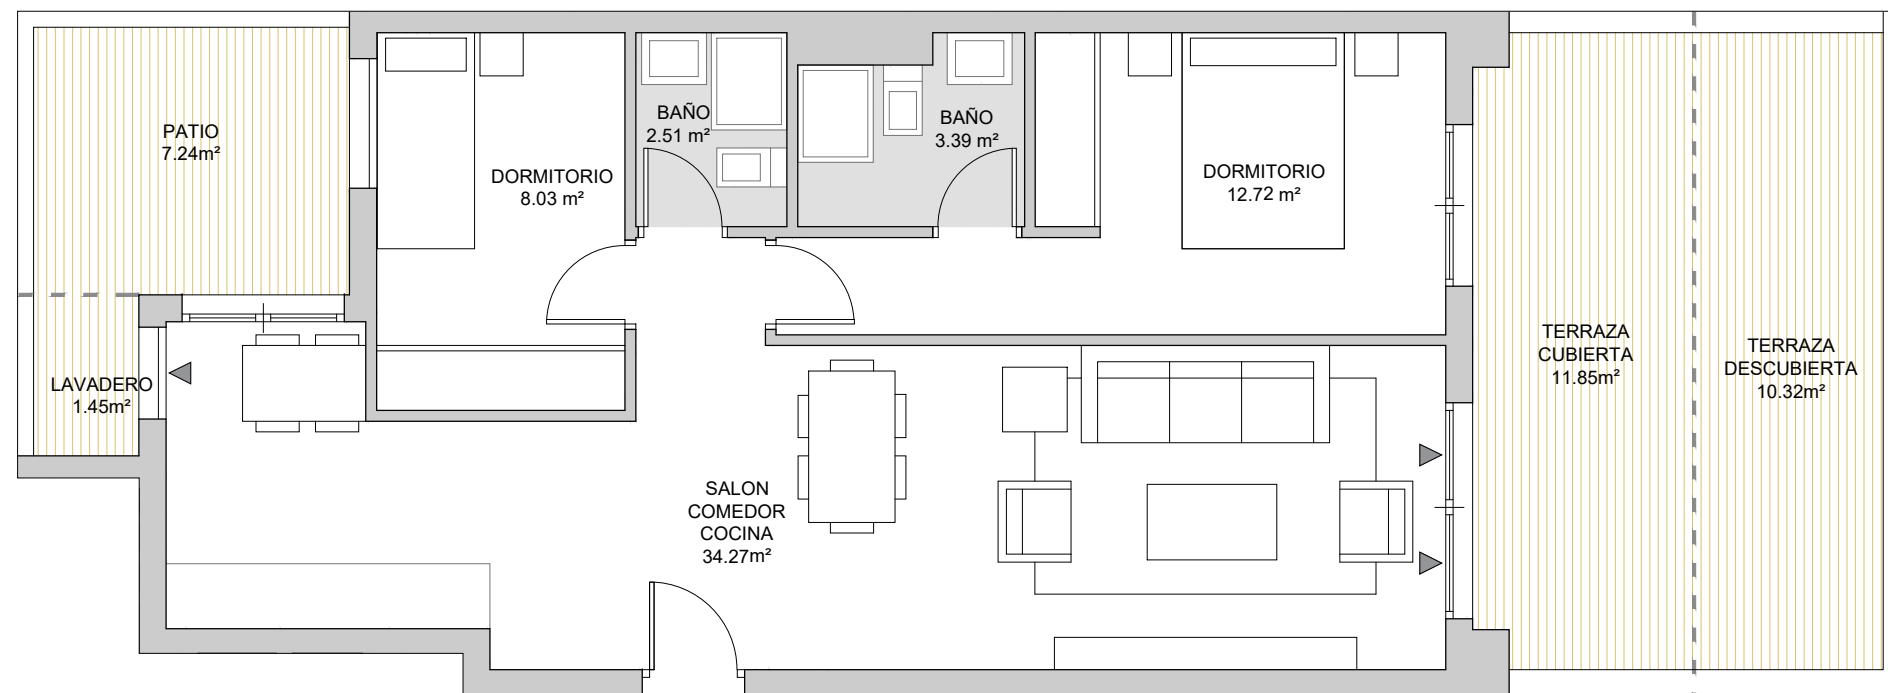 PATIO
7.24m²
DORMITORIO
8.03 m²
BAÑO
2.51 m²
BAÑO
3.39 m²
DORMITORIO
12.72 m²
LAVADERO
1.45m²
SALON
COMEDOR
COCINA
34.27m²
TERRAZA
CUBIERTA
11.85m²
TERRAZA
DESCUBIERTA
10.32m²